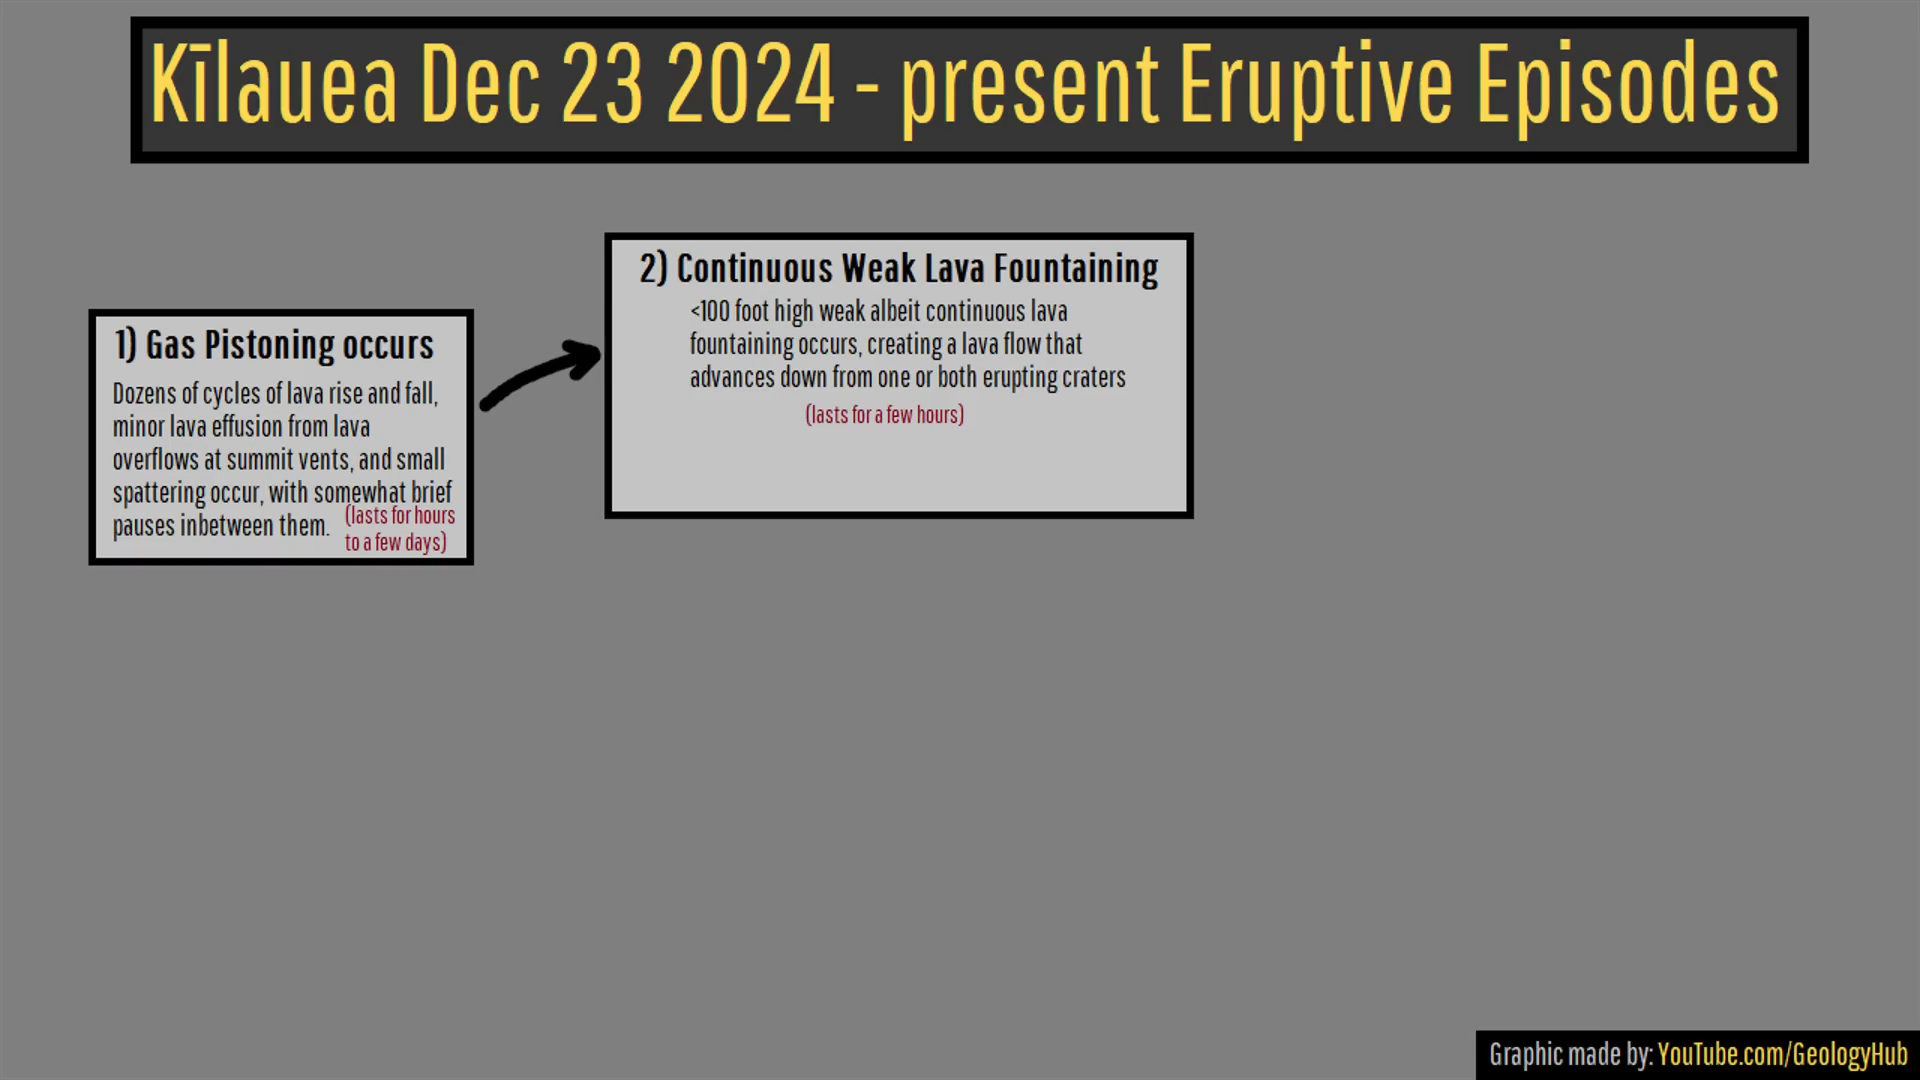 Kīlauea Dec 23 2024 - present Eruptive Episodes
1) Gas Pistoning occurs
Dozens of cycles of lava rise and fall,
minor lava effusion from lava
overflows at summit vents, and small
spattering occur, with somewhat brief
pauses inbetween them.
(lasts for hours
to a few days)
2) Continuous Weak Lava Fountaining
<100 foot high weak albeit continuous lava
fountaining occurs, creating a lava flow that
advances down from one or both erupting craters
(lasts for a few hours)
Graphic made by: YouTube.com/GeologyHub